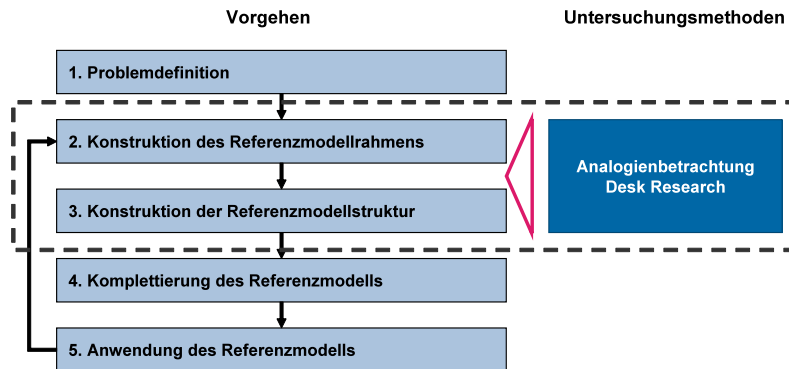 Vorgehen
Untersuchungsmethoden
1. Problemdefinition
2. Konstruktion des Referenzmodellrahmens
3. Konstruktion der Referenzmodellstruktur
Analogienbetrachtung
Desk Research
4. Komplettierung des Referenzmodells
5. Anwendung des Referenzmodells